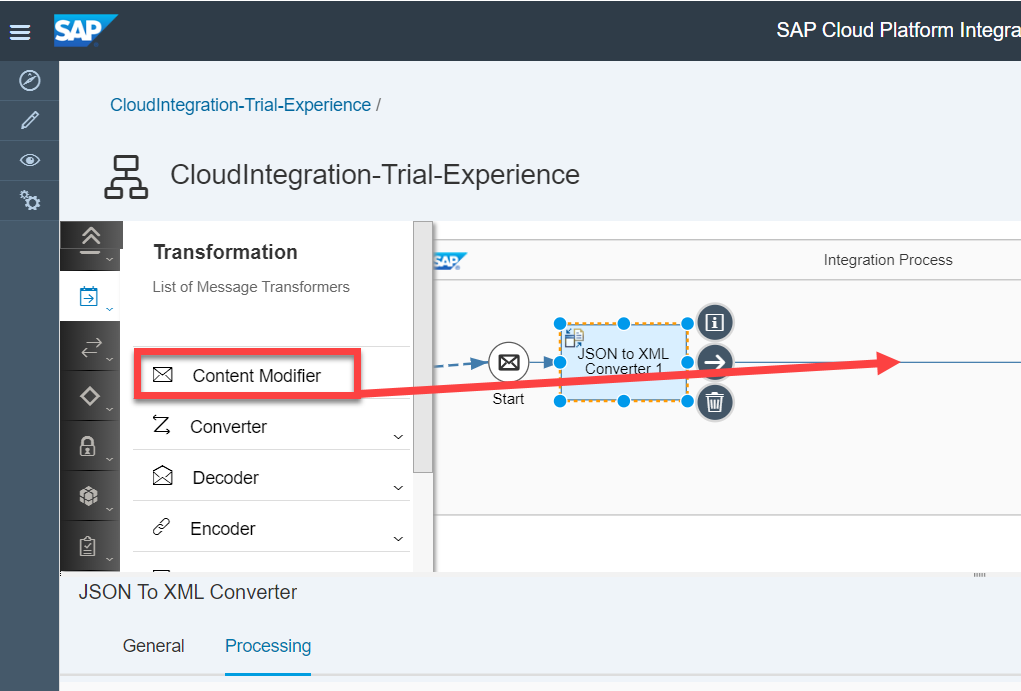 SAP
SAP Cloud Platform Integra
CloudIntegration-Trial-Experience /
CloudIntegration-Trial-Experience
Transformation
List of Message Transformers
Content Modifier
Converter
Decoder
Encoder
SAP
Integration Process
Start
JSON to XML
Converter 1
JSON To XML Converter
General
Processing